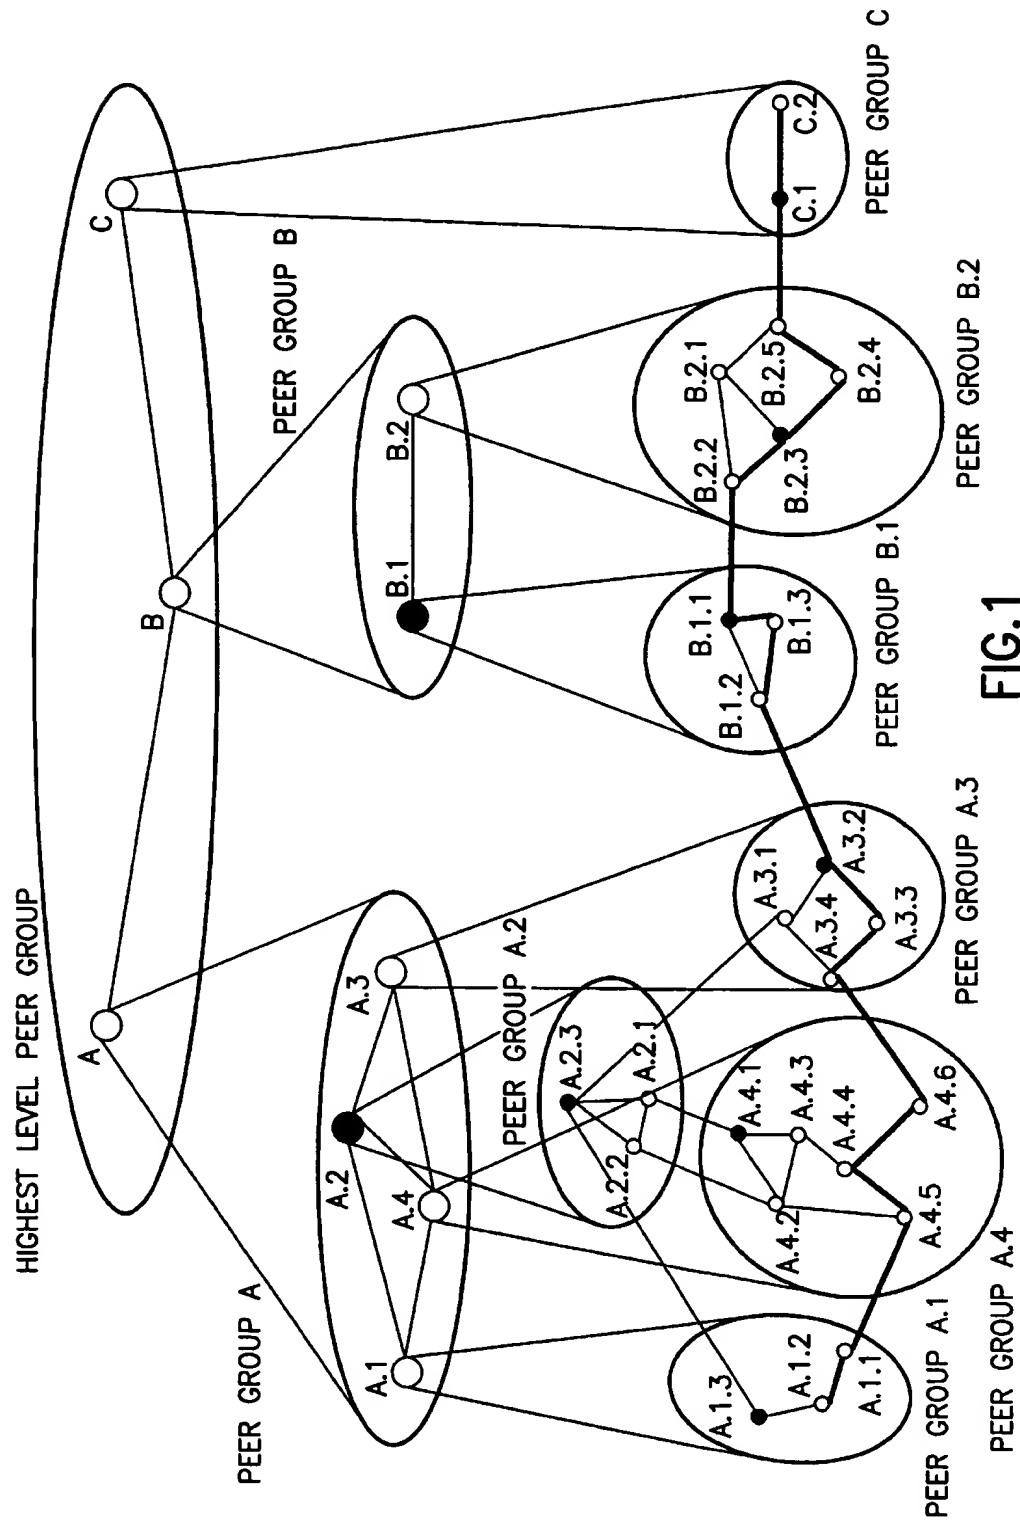 HIGHEST LEVEL PEER GROUP
A
B
C
PEER GROUP A
A.1
A.2
A.4
A.3
PEER GROUP B
B.1
B.2
PEER GROUP A.2
A.2.3
A.2.2
A.2.1
A.1.3
A.1.2
A.1.1
PEER GROUP A.1
A.4.1
A.4.2
A.4.3
A.4.4
A.4.5
A.4.6
PEER GROUP A.4
A.3.1
A.3.4
A.3.2
A.3.3
PEER GROUP A.3
B.1.1
B.1.2
B.1.3
PEER GROUP B.1
B.2.2
B.2.1
B.2.3
B.2.5
B.2.4
PEER GROUP B.2
C.1
C.2
PEER GROUP C
FIG.1